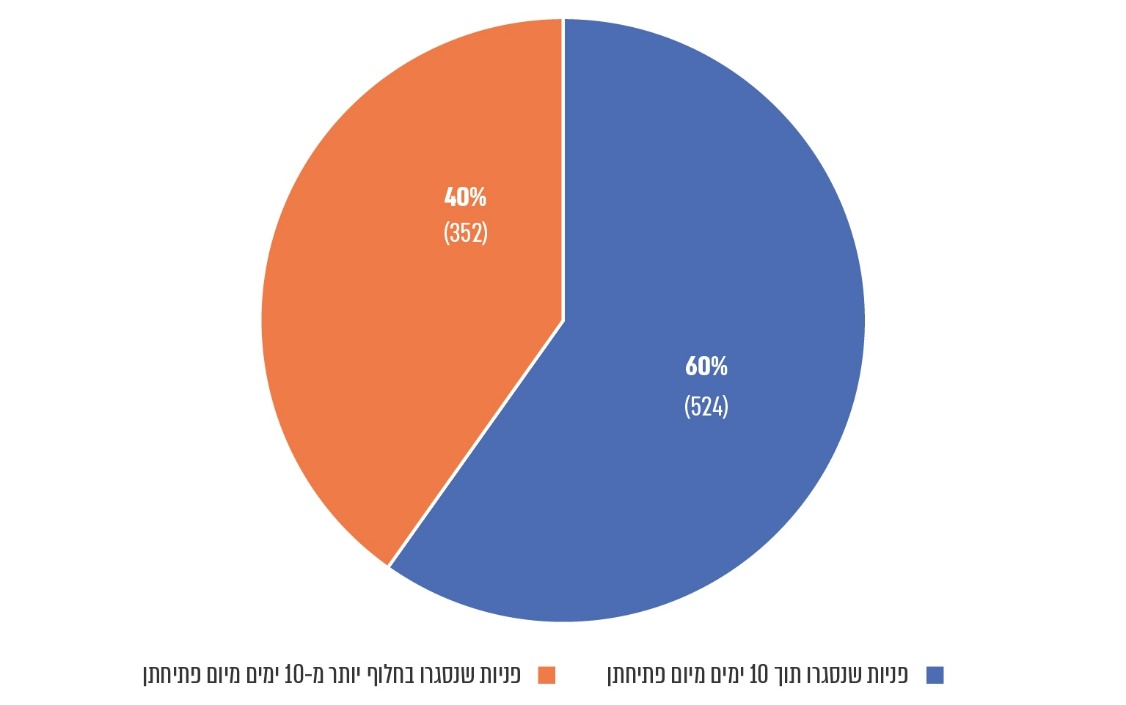 40%
(352)
60%
(524)
פניות שנסגרו תוך 10 ימים מיום פתיחתן
פניות שנסגרו בחלוף יותר מ-10 ימים מיום פתיחתן